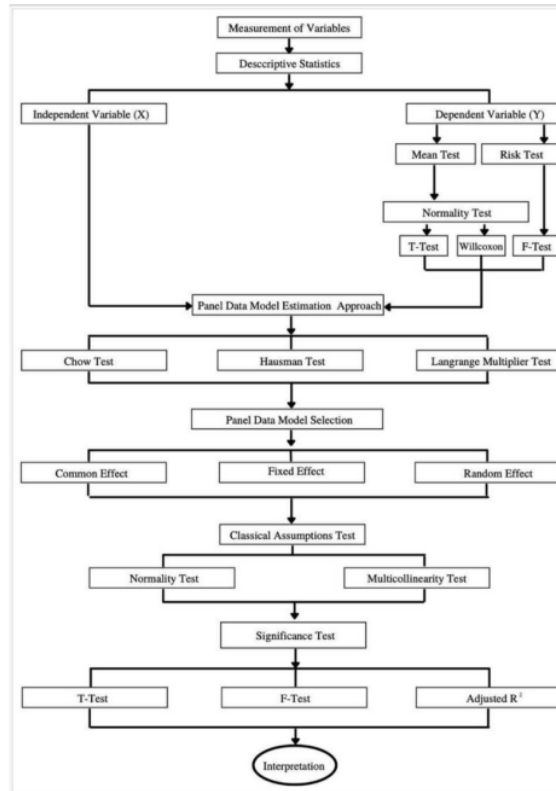 Measurement of Variables
Desccriptive Statistics
Independent Variable (X)
Dependent Variable (Y)
Mean Test
Risk Test
Normality Test
T-Test
Willcoxon
F-Test
Panel Data Model Estimation Approach
Chow Test
Hausman Test
Langrange Multiplier Test
Panel Data Model Selection
Common Effect
Fixed Effect
Random Effect
Classical Assumptions Test
Normality Test
Multicollinearity Test
Significance Test
T-Test
F-Test
Adjusted R²
Interpretation